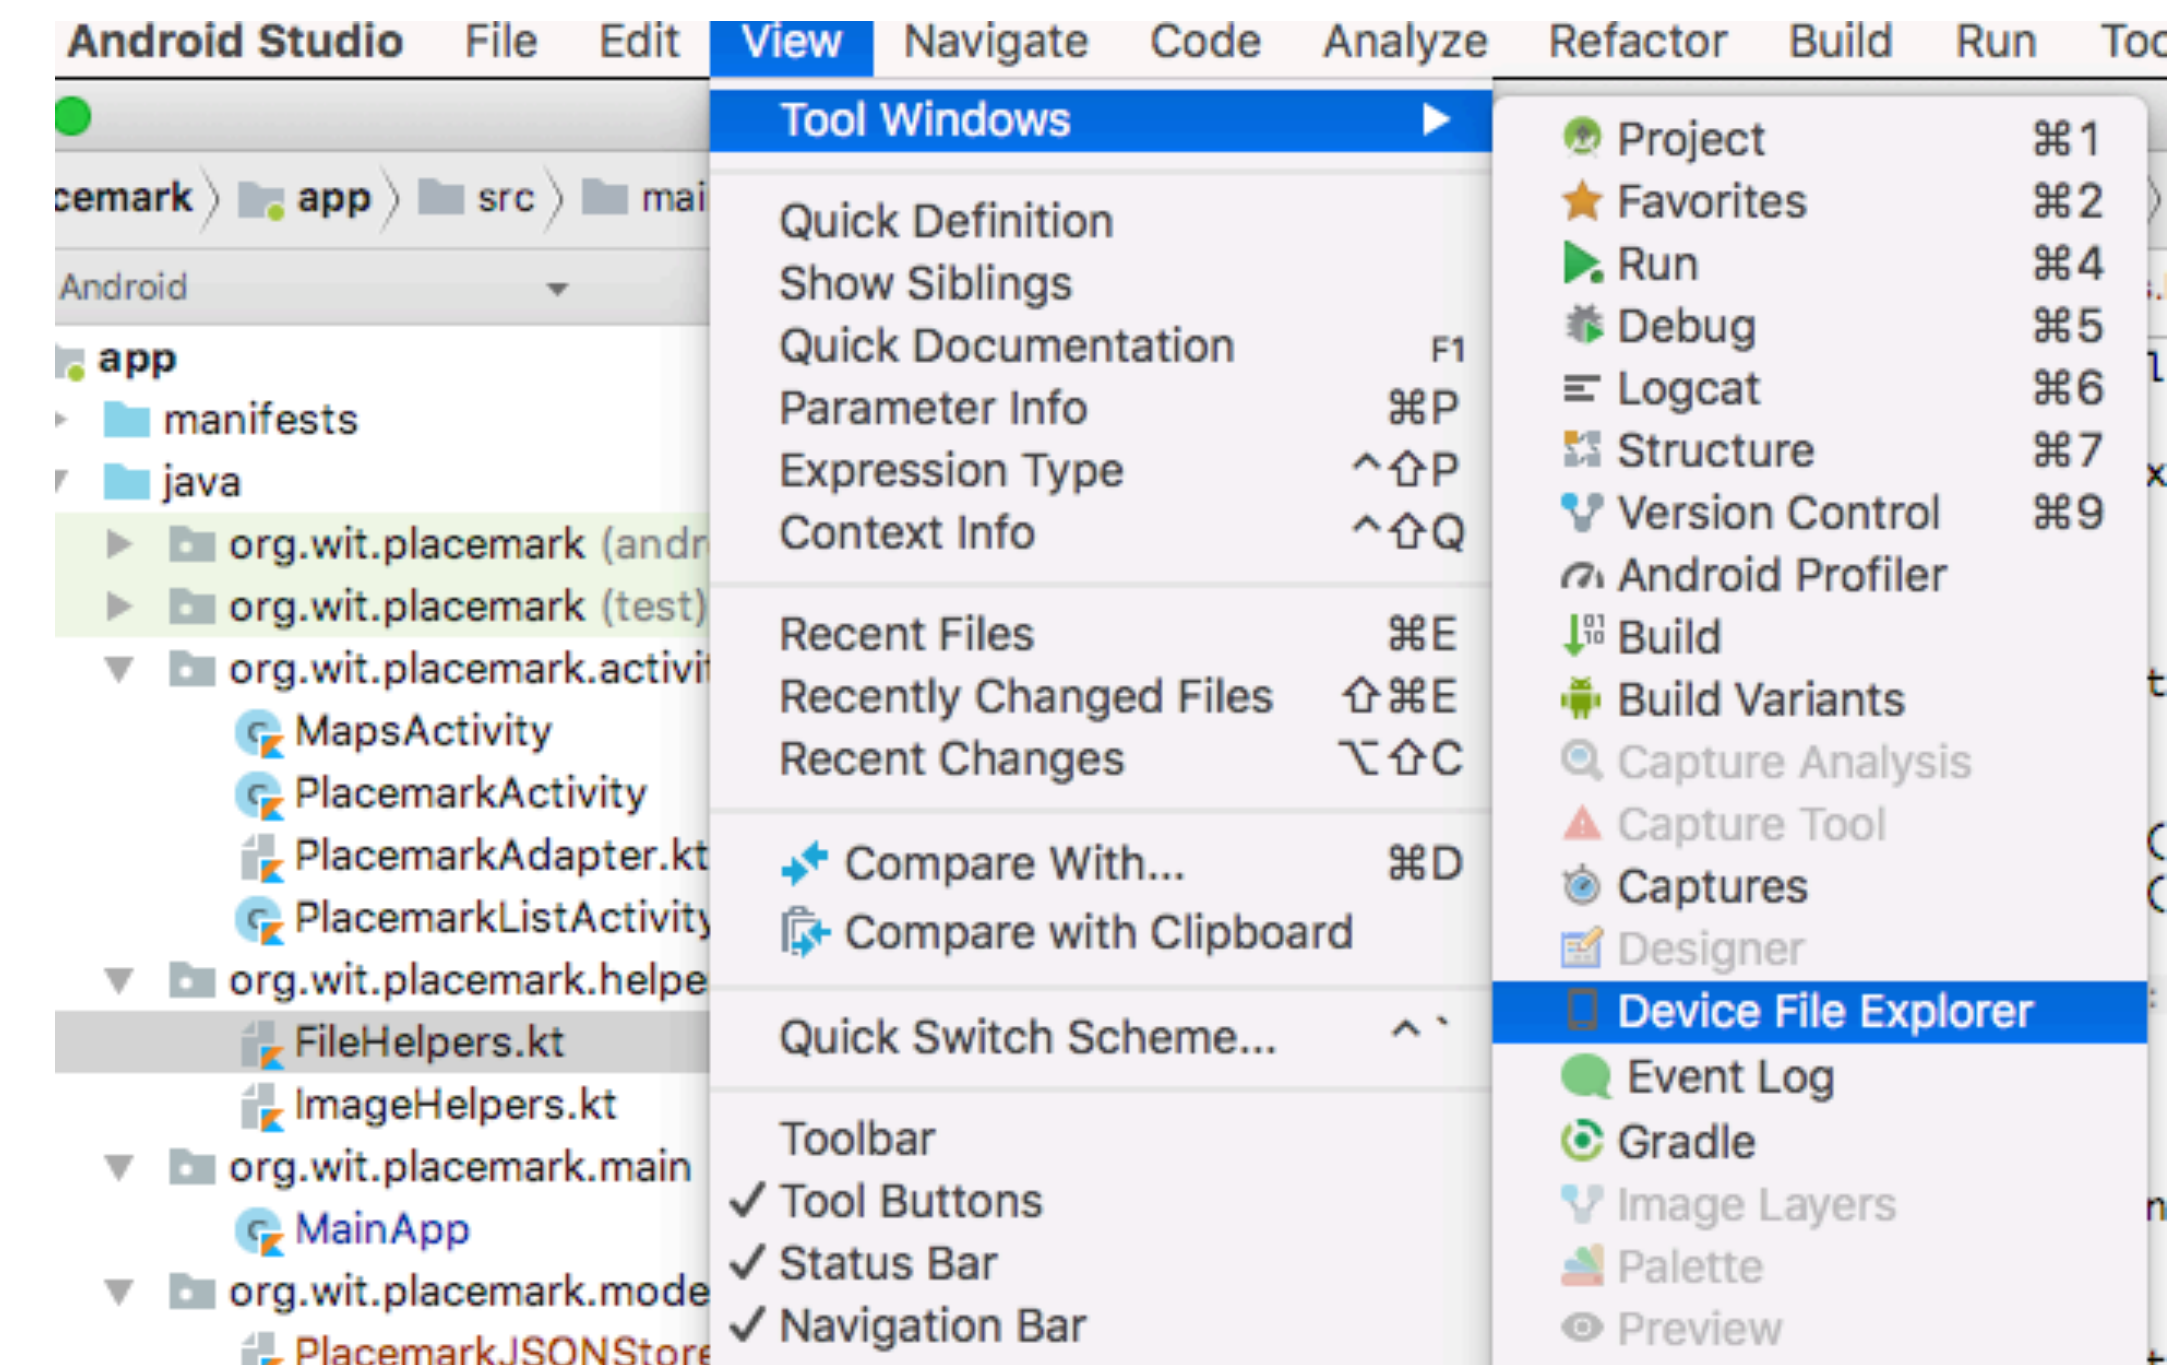 Android Studio File Edit View Navigate Code Analyze Refactor Build Run
cemark app src mai
Android
app
manifests
java
org.wit.placemark (andr
org.wit.placemark (test)
org.wit.placemark.activit
MapsActivity
PlacemarkActivity
PlacemarkAdapter.kt
PlacemarkListActivity
org.wit.placemark.helpe
FileHelpers.kt
ImageHelpers.kt
org.wit.placemark.main
MainApp
org.wit.placemark.mode
PlacemarkJSONStore
Tool Windows
Quick Definition
Show Siblings
Quick Documentation F1
Parameter Info ⌘P
Expression Type ^⇧P
Context Info ^⇧Q
Recent Files ⌘E
Recently Changed Files ⇧⌘E
Recent Changes ⌥⇧C
Compare With... ⌘D
Compare with Clipboard
Quick Switch Scheme... ^`
Toolbar
✓ Tool Buttons
✓ Status Bar
✓ Navigation Bar
Project ⌘1
Favorites ⌘2
Run ⌘4
Debug ⌘5
Logcat ⌘6
Structure ⌘7
Version Control ⌘9
Android Profiler
Build
Build Variants
Capture Analysis
Capture Tool
Captures
Designer
Device File Explorer
Event Log
Gradle
Image Layers
Palette
Preview